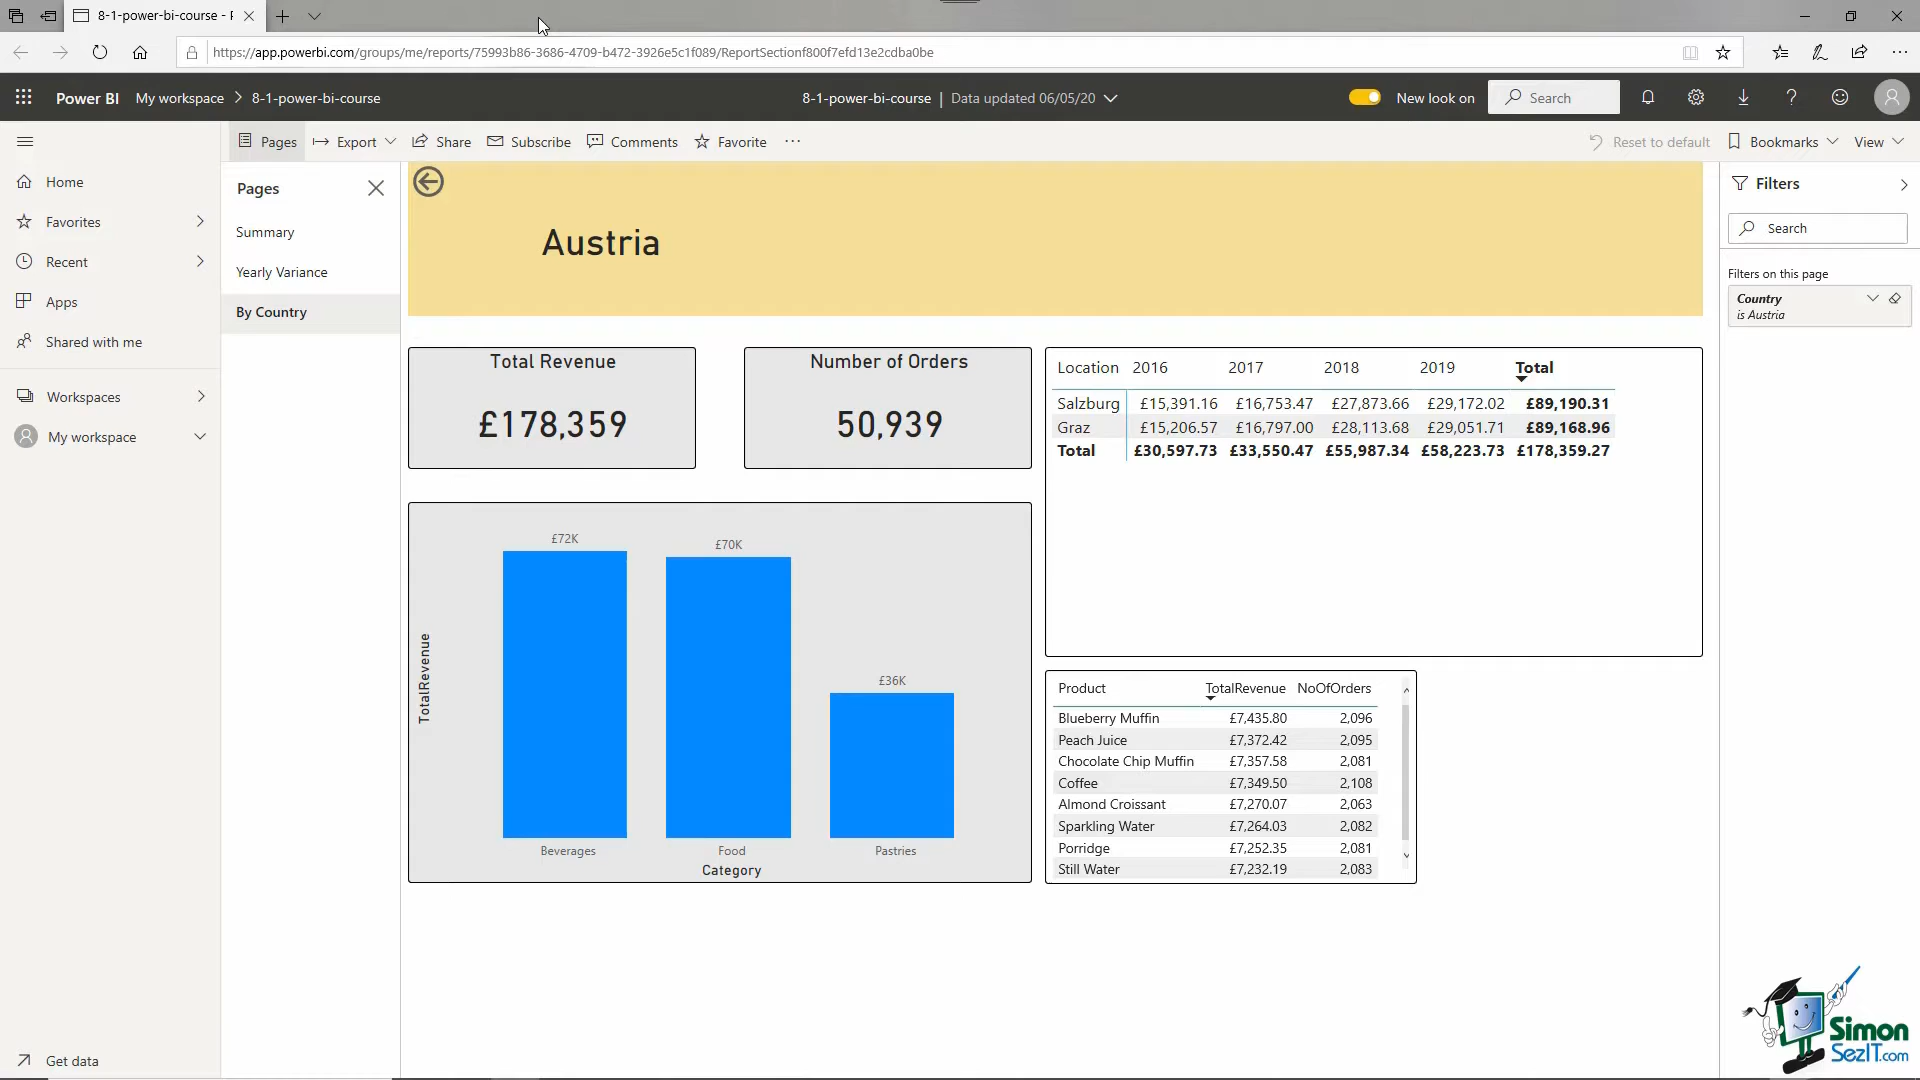 8-1-power-bi-course - F
https://app.powerbi.com/groups/me/reports/75993b86-3686-4709-b472-3926e5c1f089/ReportSectionf800f7efd13e2cdba0be
Power BI My workspace > 8-1-power-bi-course
8-1-power-bi-course | Data updated 06/05/20
New look on
Search
Pages
Export
Share
Subscribe
Comments
Favorite
Reset to default
Bookmarks
View
Home
Favorites
Recent
Apps
Shared with me
Workspaces
My workspace
Get data
Pages
Summary
Yearly Variance
By Country
Austria
Total Revenue
£178,359
Number of Orders
50,939
Location 2016 2017 2018 2019 Total
Salzburg £15,391.16 £16,753.47 £27,873.66 £29,172.02 £89,190.31
Graz £15,206.57 £16,797.00 £28,113.68 £29,051.71 £89,168.96
Total £30,597.73 £33,550.47 £55,987.34 £58,223.73 £178,359.27
TotalRevenue
£72K
£70K
£36K
Beverages Food Pastries
Category
Product TotalRevenue NoOfOrders
Blueberry Muffin £7,435.80 2,096
Peach Juice £7,372.42 2,095
Chocolate Chip Muffin £7,357.58 2,081
Coffee £7,349.50 2,108
Almond Croissant £7,270.07 2,063
Sparkling Water £7,264.03 2,082
Porridge £7,252.35 2,081
Still Water £7,232.19 2,083
Filters
Search
Filters on this page
Country
is Austria
Simon
SezIT.com